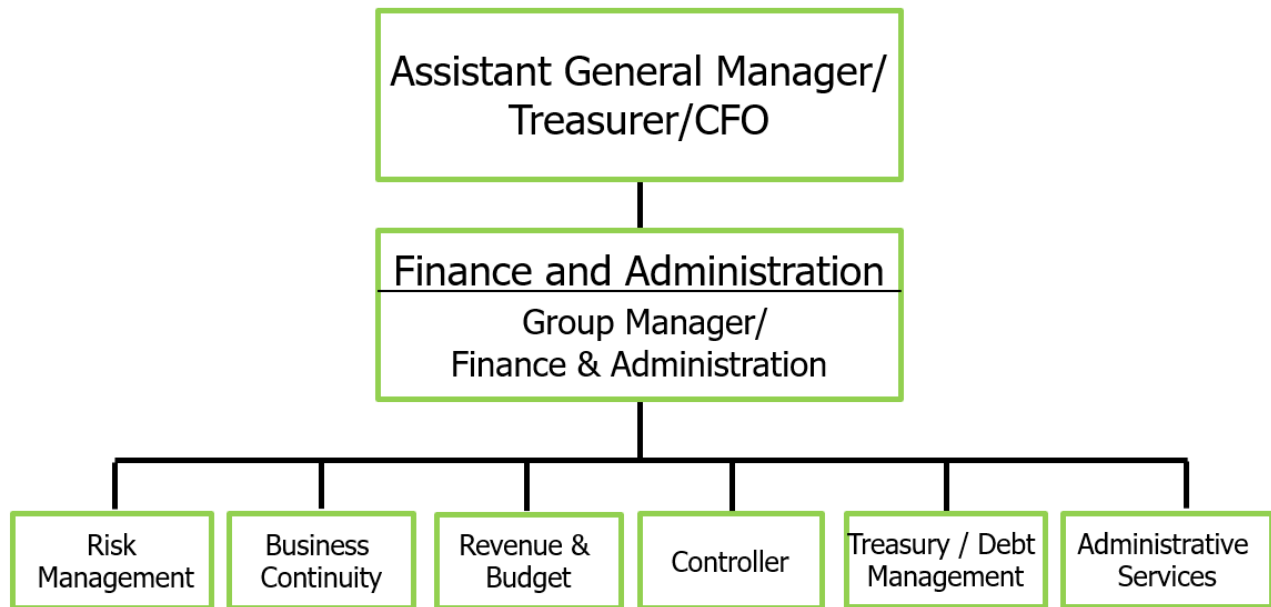 Assistant General Manager/
Treasurer/CFO
Finance and Administration
Group Manager/
Finance & Administration
Risk
Management
Business
Continuity
Revenue &
Budget
Controller
Treasury / Debt
Management
Administrative
Services